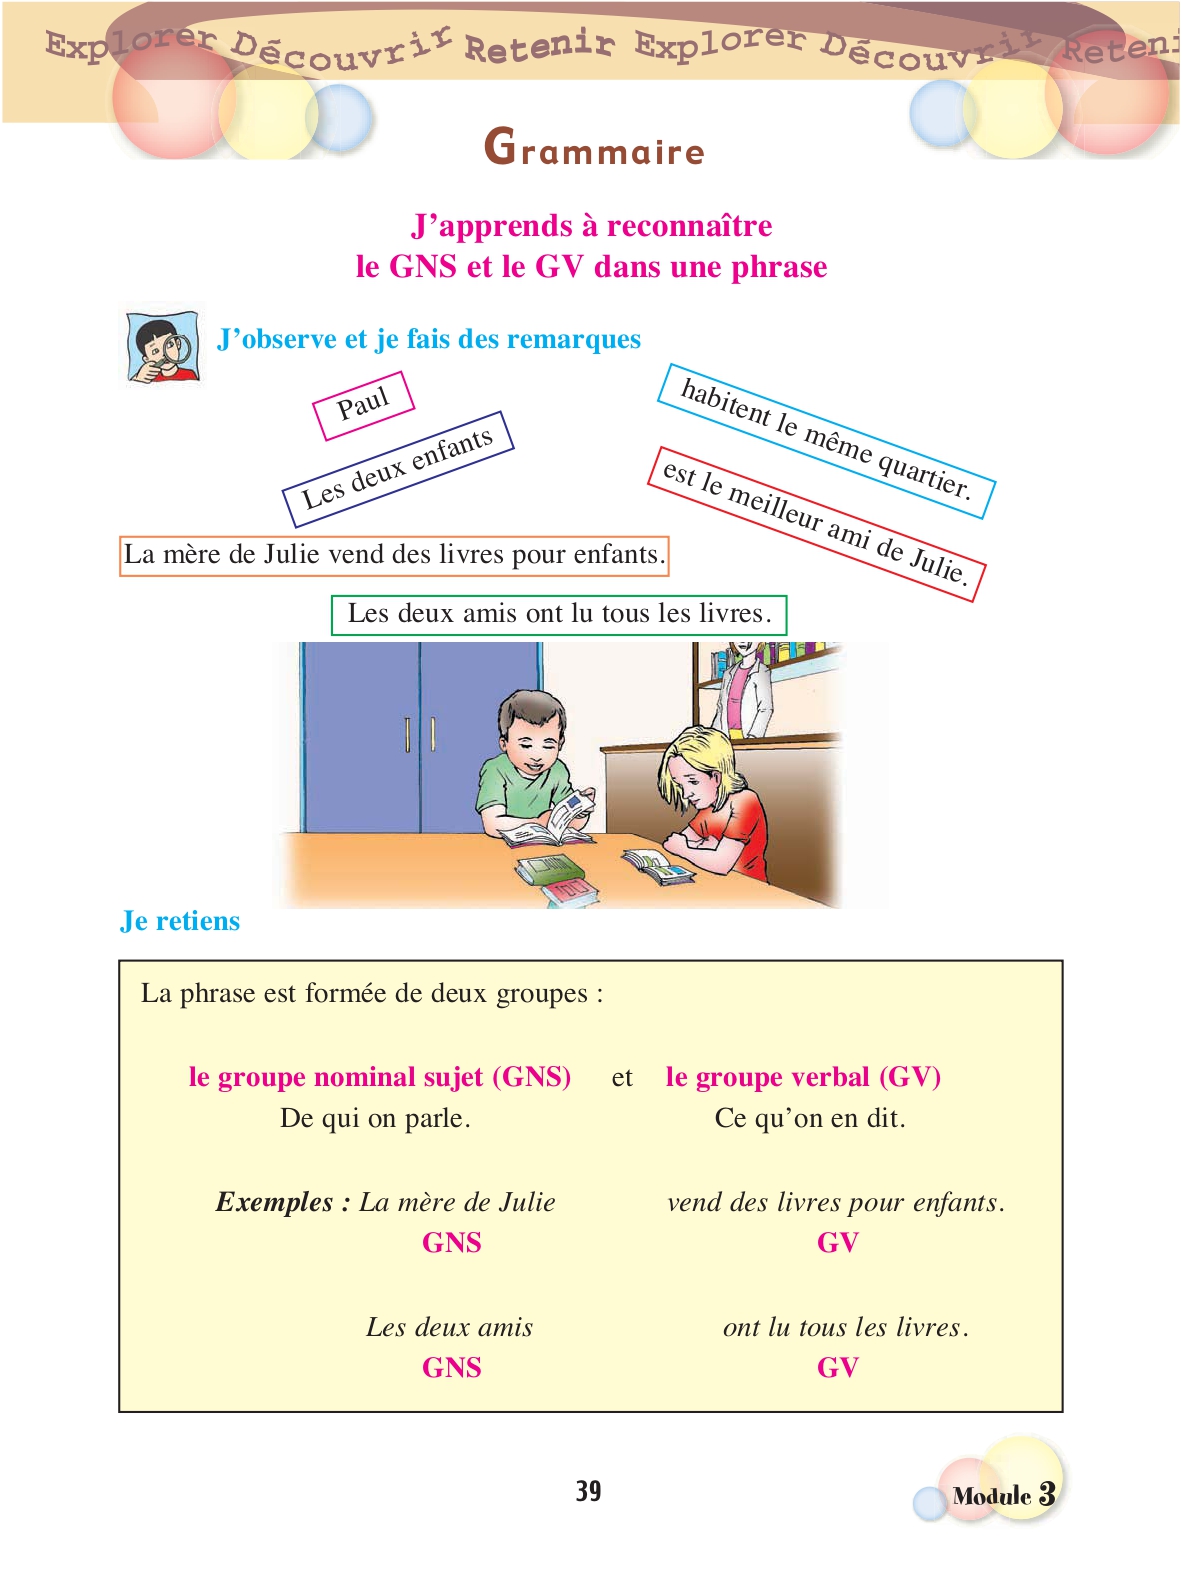 Explorer Découvrir Retenir Explorer Découvrir Reteni
Grammaire
J’apprends à reconnaître
le GNS et le GV dans une phrase
J’observe et je fais des remarques
Paul
Les deux enfants
habitent le même quartier.
est le meilleur ami de Julie.
La mère de Julie vend des livres pour enfants.
Les deux amis ont lu tous les livres.
Je retiens
La phrase est formée de deux groupes :
le groupe nominal sujet (GNS) et le groupe verbal (GV)
De qui on parle. Ce qu’on en dit.
Exemples : La mère de Julie vend des livres pour enfants.
GNS GV
Les deux amis ont lu tous les livres.
GNS GV
39
Module 3